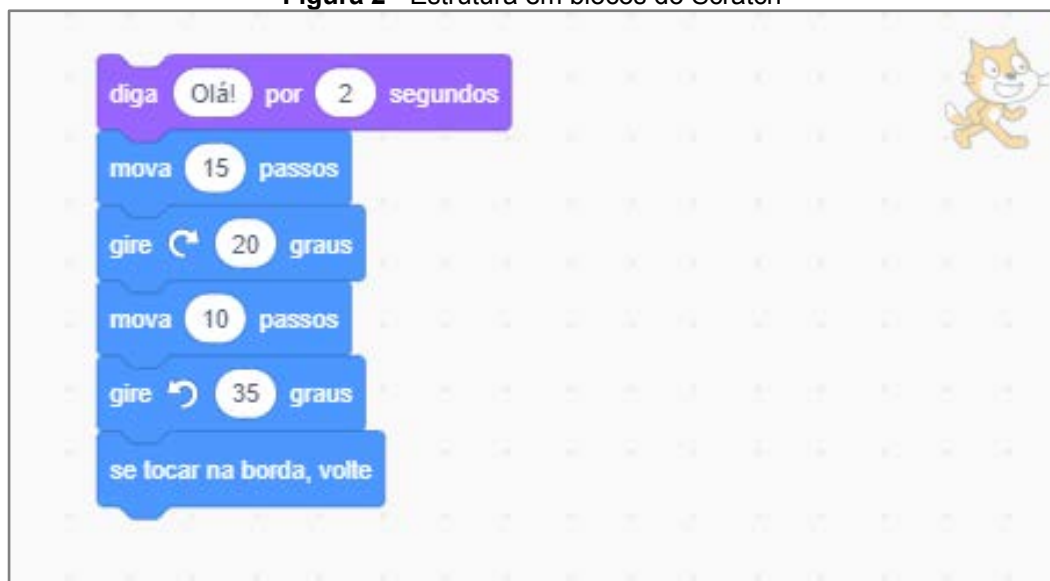 Figura 2 - Estrutura em blocos do Scratch
diga Olá! por 2 segundos
mova 15 passos
gire 20 graus
mova 10 passos
gire 35 graus
se tocar na borda, volte